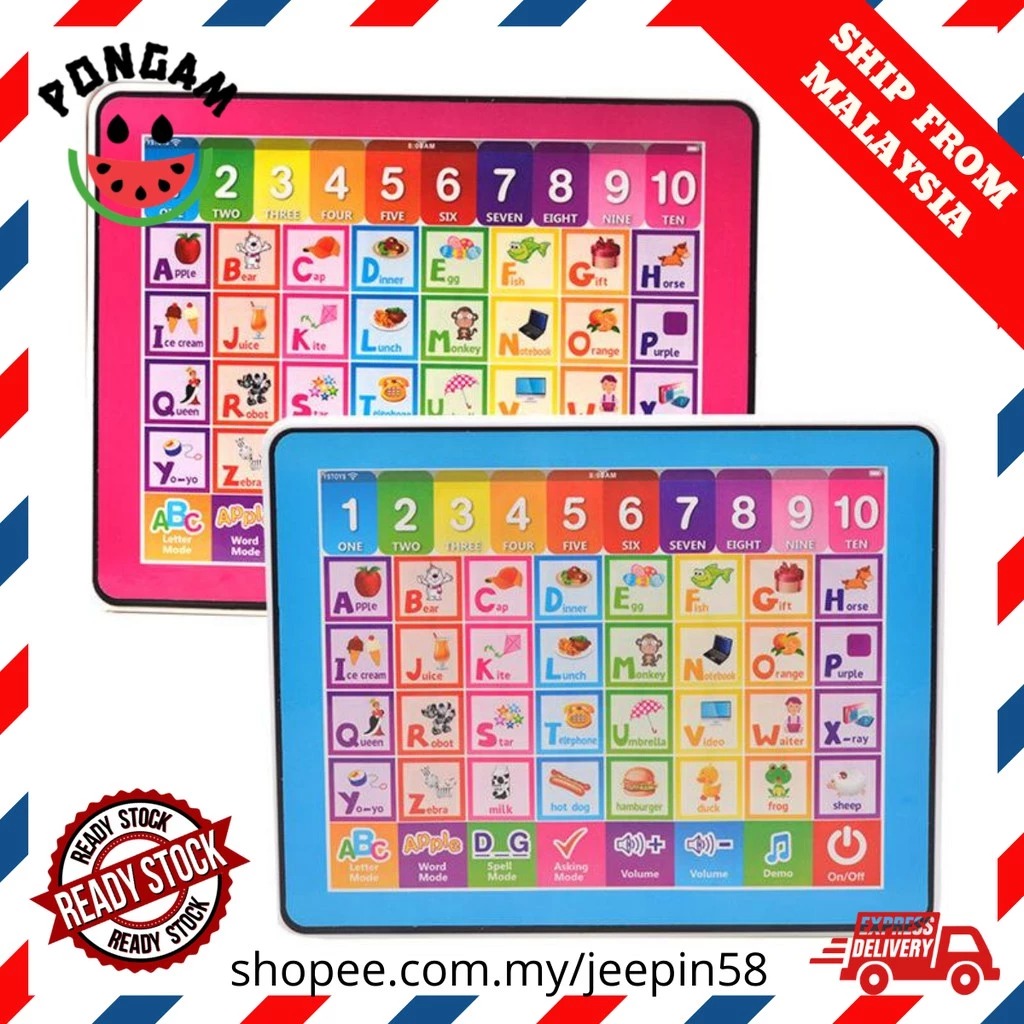 PONGAM
SHIP FROM
MALAYSIA
8:08AM
2 3 4 5 6 7 8 9 10
ONE TWO THREE FOUR FIVE SIX SEVEN EIGHT NINE TEN
Apple Bear Cap Dinner Egg Fish Gift Horse
Ice cream Juice Kite Lunch Monkey Notebook Orange Purple
Queen Robot Star Telephone U V W X
Yo-yo Zebra
ABC Apple
Letter Mode Word Mode
YSTOYS 8:08AM
1 2 3 4 5 6 7 8 9 10
ONE TWO THREE FOUR FIVE SIX SEVEN EIGHT NINE TEN
Apple Bear Cap Dinner Egg Fish Gift Horse
Ice cream Juice Kite Lunch Monkey Notebook Orange Purple
Queen Robot Star Telephone Umbrella Video Waiter X-ray
Yo-yo Zebra milk hot dog hamburger duck frog sheep
ABC Apple D_G + -
Letter Mode Word Mode Spell Mode Asking Mode Volume Volume Demo On/Off
READY STOCK
READY STOCK
READY STOCK
EXPRESS
DELIVERY
shopee.com.my/jeepin58